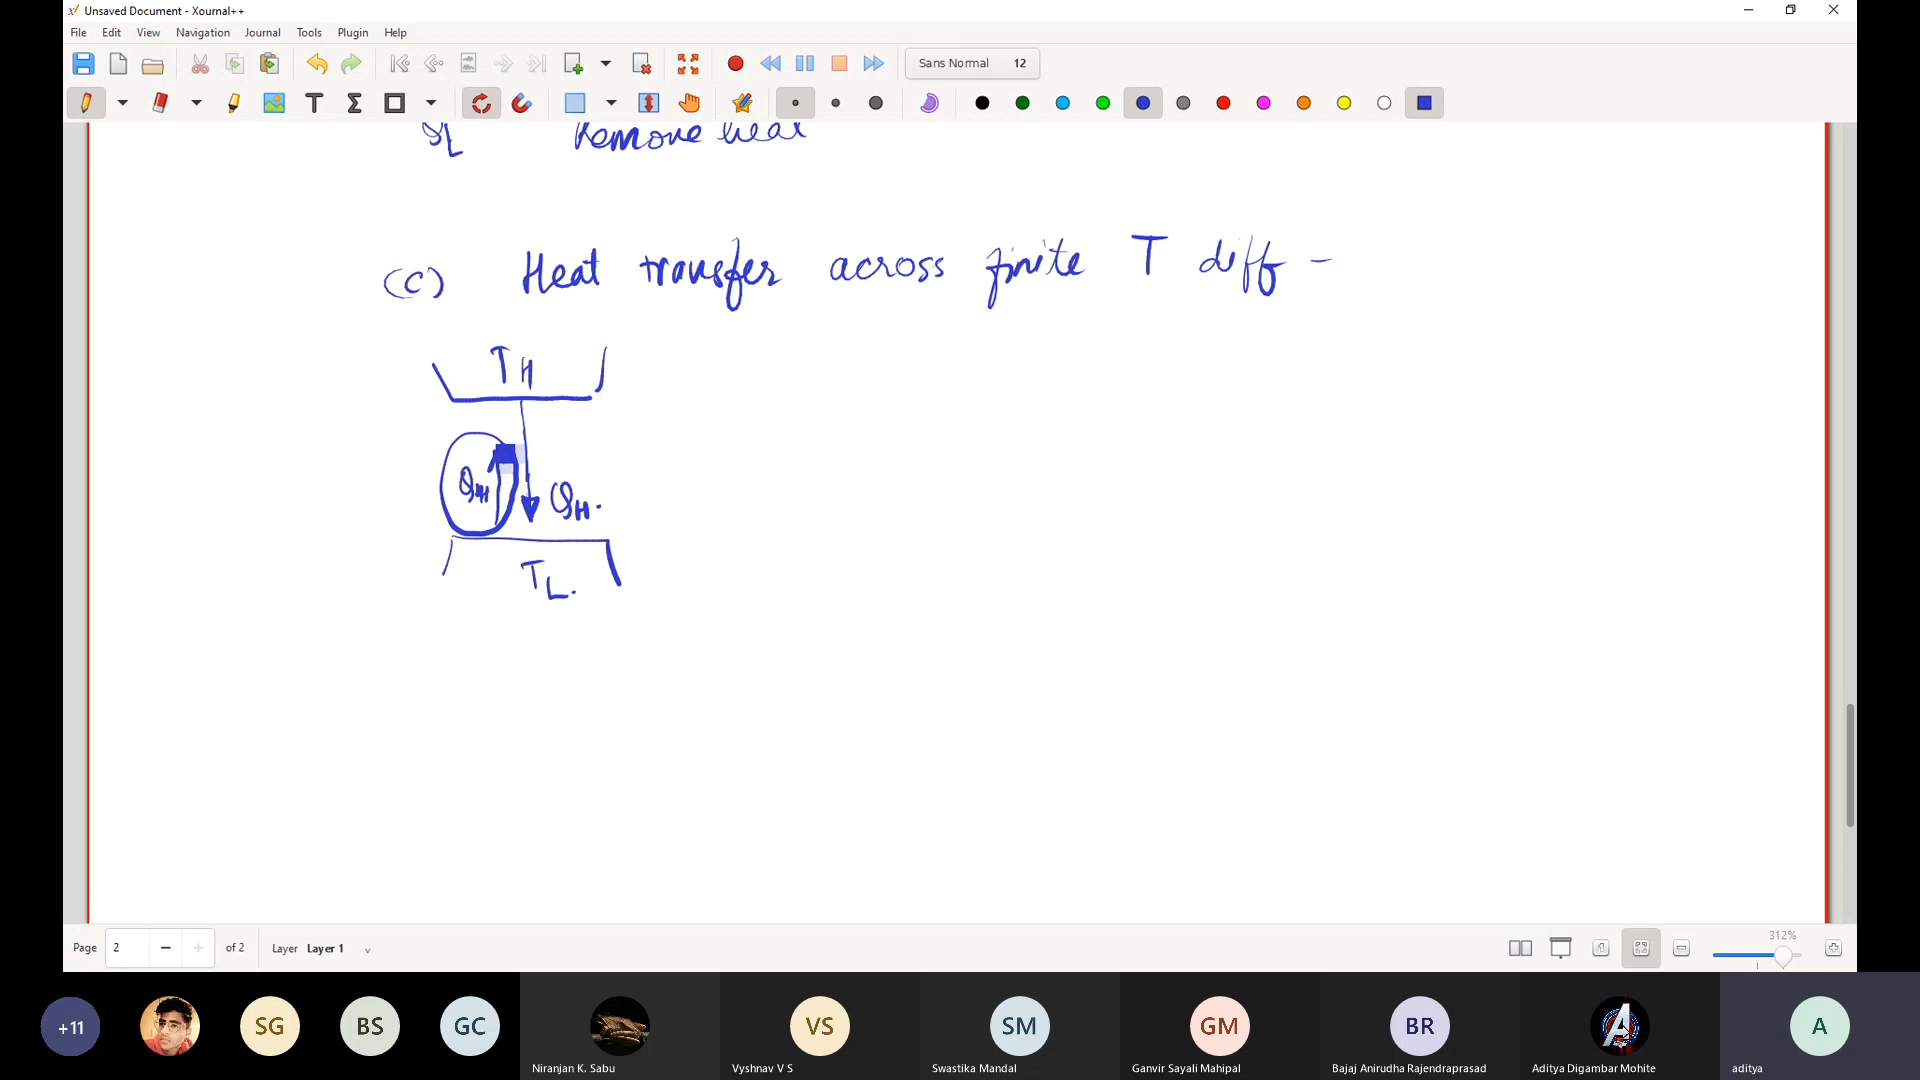 Unsaved Document - Xournal++
File Edit View Navigation Journal Tools Plugin Help
Sans Normal 12
QL Remove heat
(C) Heat transfer across finite T diff -
TH
QH QH.
TL.
Page 2 of 2 Layer Layer 1 312%
+11 SG BS GC VS SM GM BR A
Niranjan K. Sabu Vyshnav V S Swastika Mandal Ganvir Sayali Mahipal Bajaj Anirudha Rajendraprasad Aditya Digambar Mohite aditya